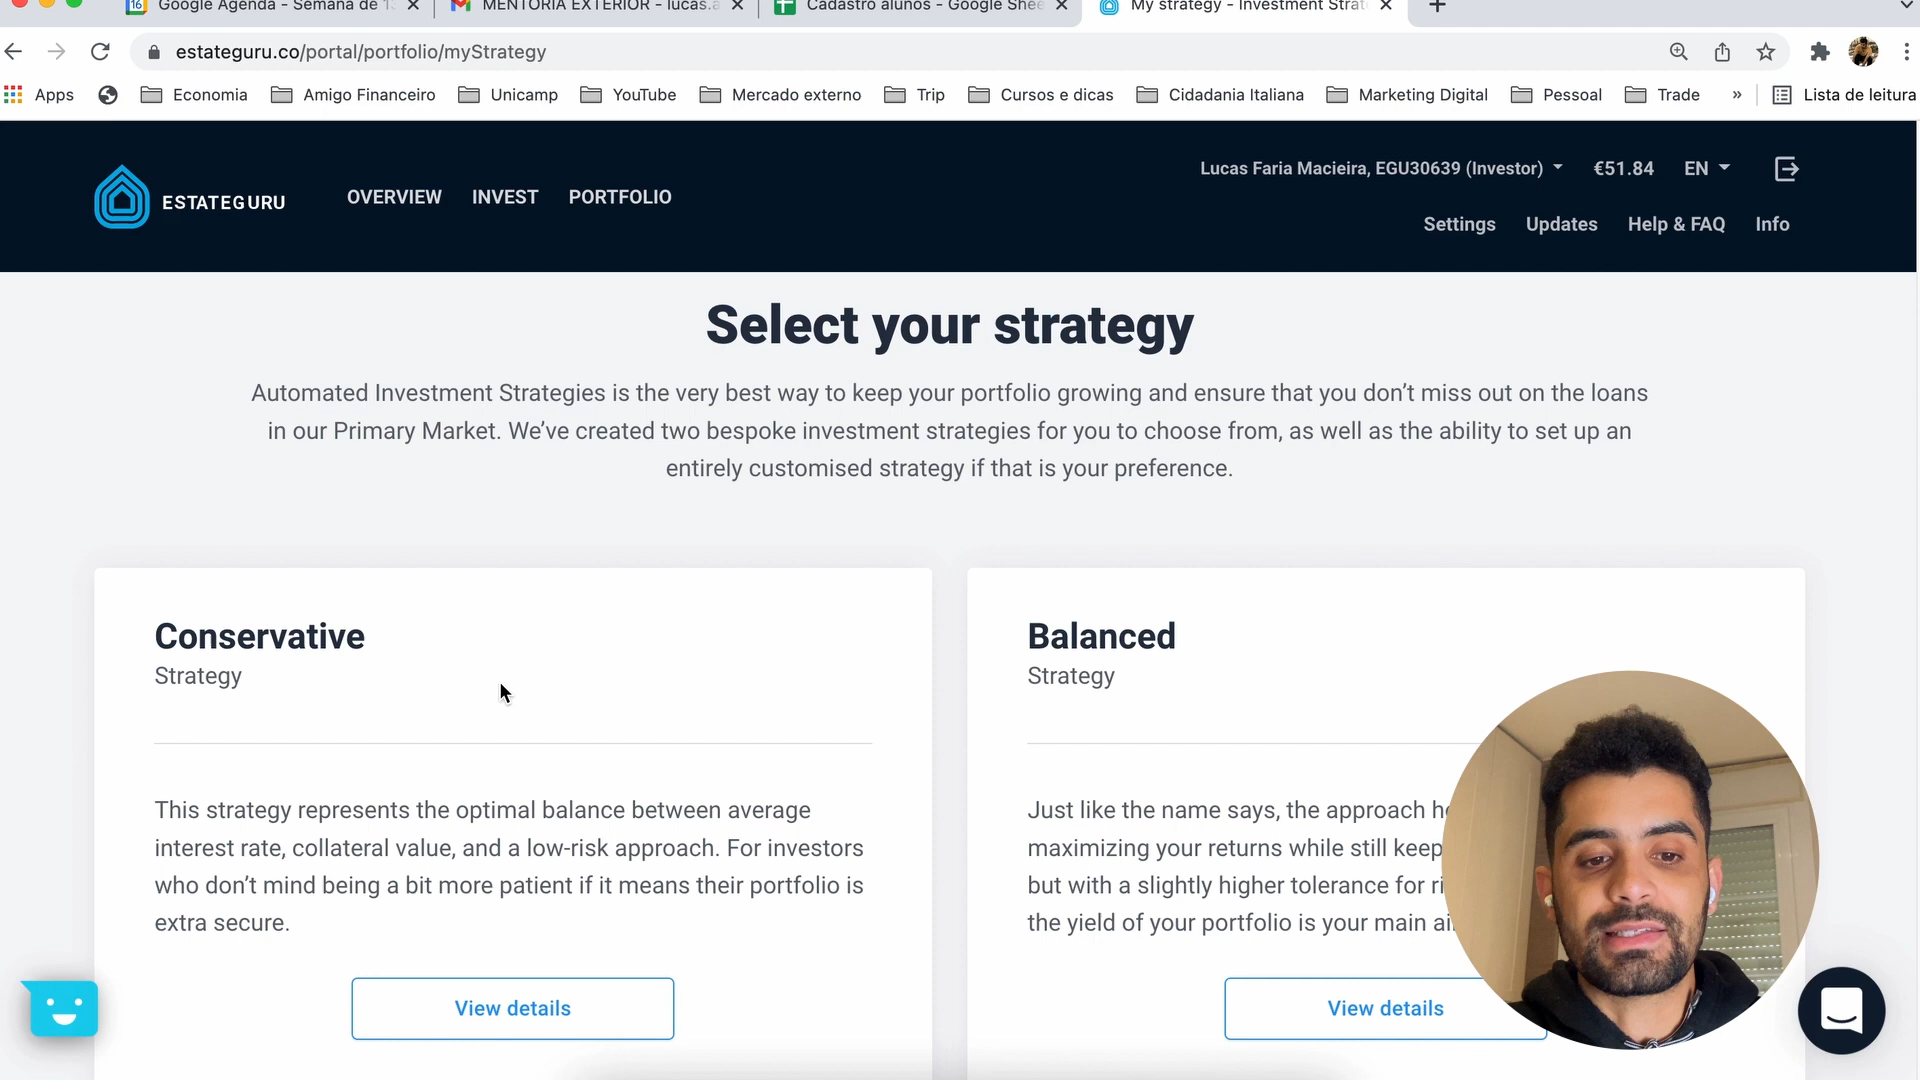 Google Agenda - Semana de
MENTORIA EXTERIOR - lucas.a
Cadastro alunos - Google Shee
My strategy - Investment Strat
estateguru.co/portal/portfolio/myStrategy
Apps
Economia
Amigo Financeiro
Unicamp
YouTube
Mercado externo
Trip
Cursos e dicas
Cidadania Italiana
Marketing Digital
Pessoal
Trade
»
Lista de leitura
ESTATEGURU
OVERVIEW
INVEST
PORTFOLIO
Lucas Faria Macieira, EGU30639 (Investor)
€51.84
EN
Settings
Updates
Help & FAQ
Info
Select your strategy
Automated Investment Strategies is the very best way to keep your portfolio growing and ensure that you don’t miss out on the loans
in our Primary Market. We’ve created two bespoke investment strategies for you to choose from, as well as the ability to set up an
entirely customised strategy if that is your preference.
Conservative
Strategy
This strategy represents the optimal balance between average
interest rate, collateral value, and a low-risk approach. For investors
who don’t mind being a bit more patient if it means their portfolio is
extra secure.
View details
Balanced
Strategy
Just like the name says, the approach he
maximizing your returns while still keep
but with a slightly higher tolerance for ri
the yield of your portfolio is your main ai
View details